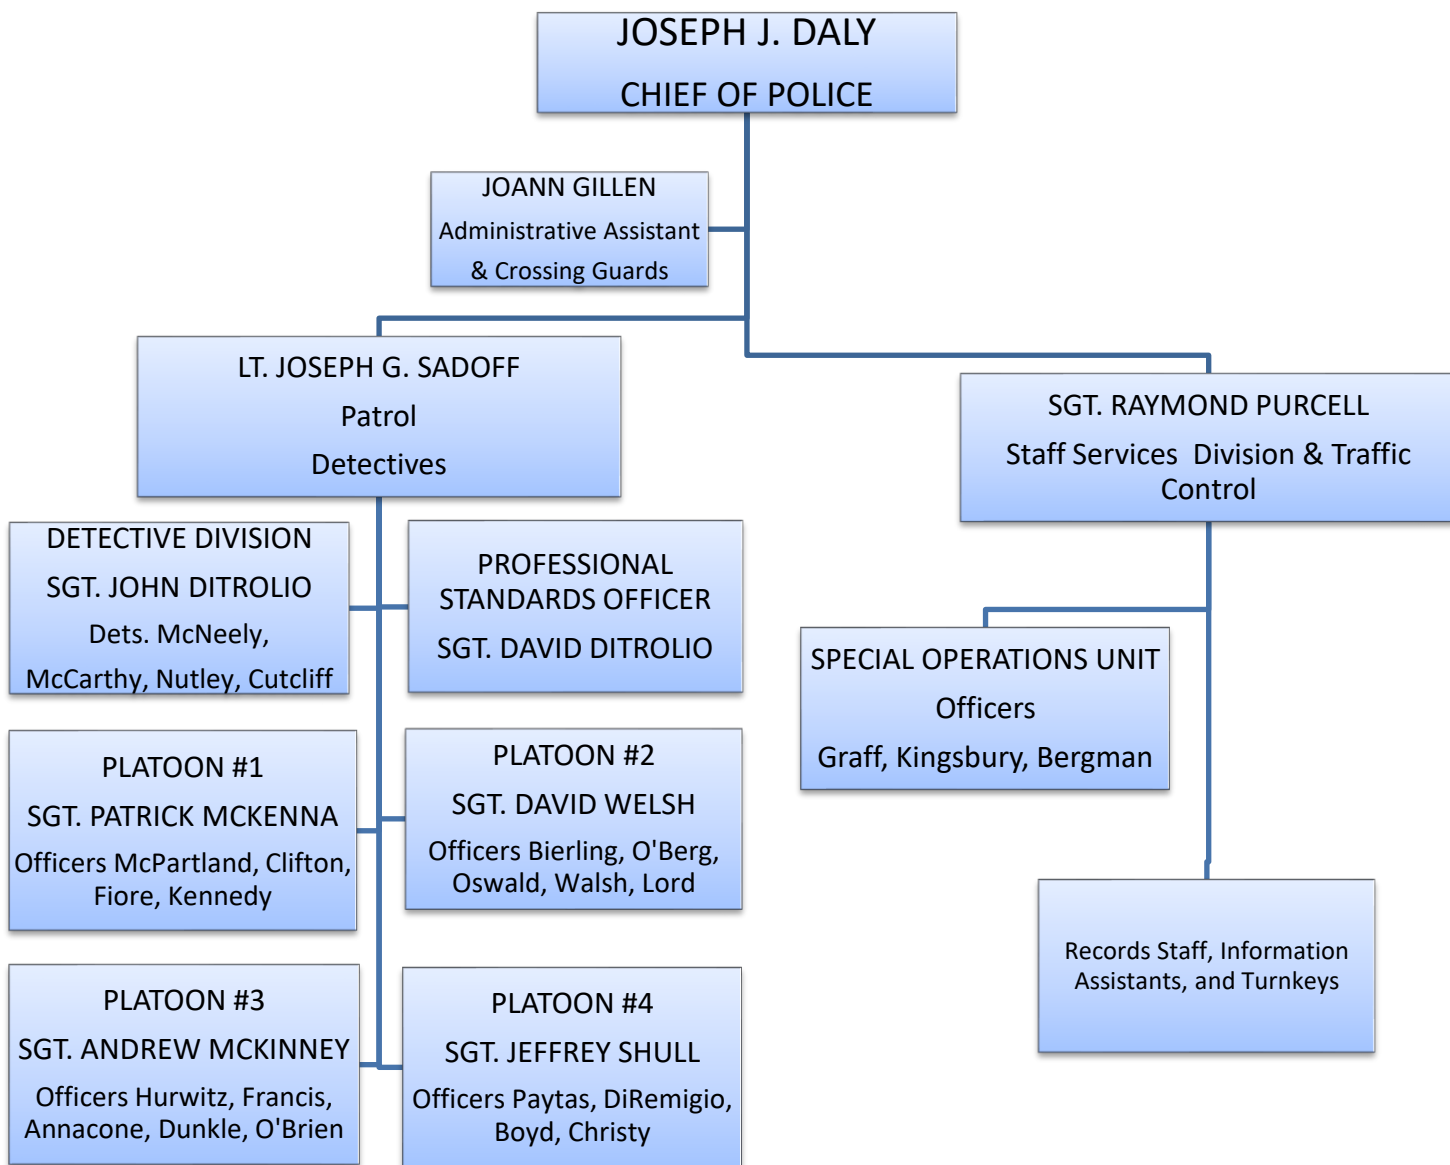 JOSEPH J. DALY
CHIEF OF POLICE
JOANN GILLEN
Administrative Assistant
& Crossing Guards
LT. JOSEPH G. SADOFF
Patrol
Detectives
SGT. RAYMOND PURCELL
Staff Services Division & Traffic
Control
DETECTIVE DIVISION
SGT. JOHN DITROLIO
Dets. McNeely,
McCarthy, Nutley, Cutcliff
PROFESSIONAL
STANDARDS OFFICER
SGT. DAVID DITROLIO
SPECIAL OPERATIONS UNIT
Officers
Graff, Kingsbury, Bergman
PLATOON #1
SGT. PATRICK MCKENNA
Officers McPartland, Clifton,
Fiore, Kennedy
PLATOON #2
SGT. DAVID WELSH
Officers Bierling, O'Berg,
Oswald, Walsh, Lord
Records Staff, Information
Assistants, and Turnkeys
PLATOON #3
SGT. ANDREW MCKINNEY
Officers Hurwitz, Francis,
Annacone, Dunkle, O'Brien
PLATOON #4
SGT. JEFFREY SHULL
Officers Paytas, DiRemigio,
Boyd, Christy